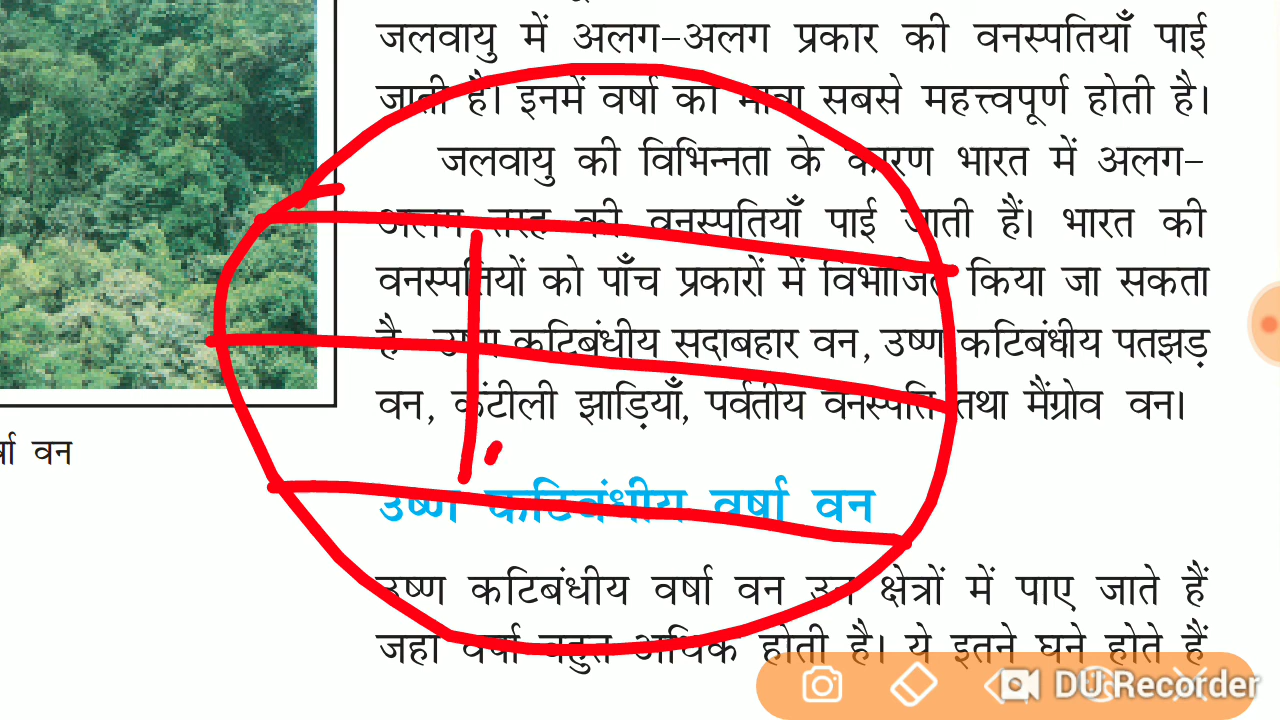 जलवायु में अलग-अलग प्रकार की वनस्पतियाँ पाई
जाती है। इनमें वर्षा की मात्रा सबसे महत्त्वपूर्ण होती है।
जलवायु की विभिन्नता के कारण भारत में अलग-
अलग तरह की वनस्पतियाँ पाई जाती हैं। भारत की
वनस्पतियों को पाँच प्रकारों में विभाजित किया जा सकता
है- उष्ण कटिबंधीय सदाबहार वन, उष्ण कटिबंधीय पतझड़
वन, कंटीली झाड़ियाँ, पर्वतीय वनस्पति तथा मैंग्रोव वन।
र्षा वन
उष्ण कटिबंधीय वर्षा वन
उष्ण कटिबंधीय वर्षा वन उन क्षेत्रों में पाए जाते हैं
जहाँ वर्षा बहुत अधिक होती है। ये इतने घने होते हैं
DU Recorder